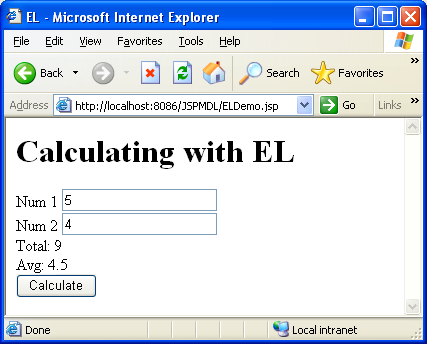 EL - Microsoft Internet Explorer
File Edit View Favorites Tools Help
Back Search Favorites »
Address http://localhost:8086/JSPMDL/ELDemo.jsp Go Links »
Calculating with EL
Num 1 5
Num 2 4
Total: 9
Avg: 4.5
Calculate
Done Local intranet